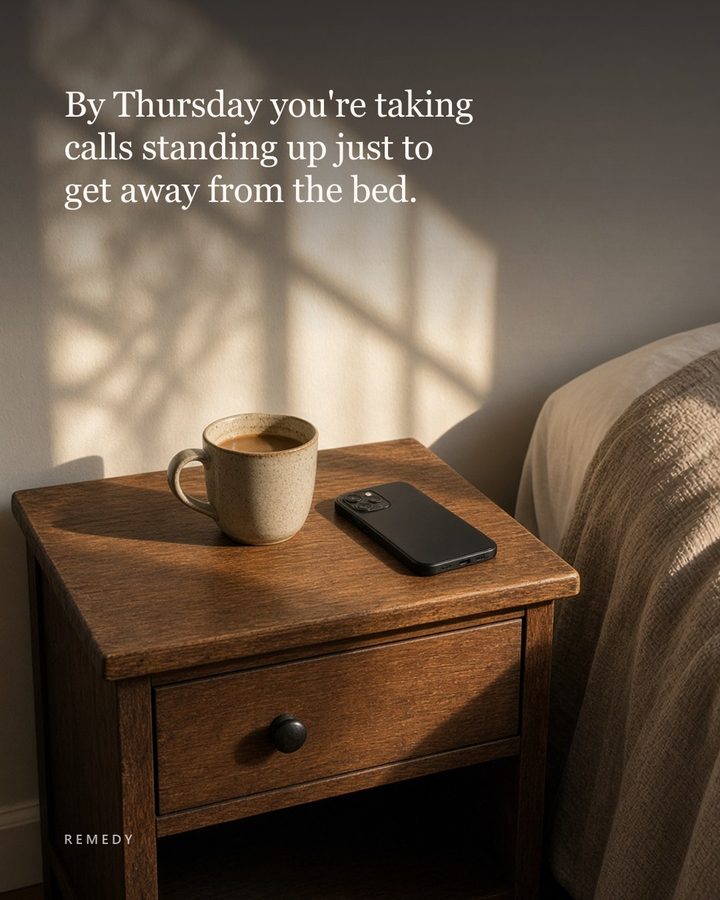 By Thursday you're taking
calls standing up just to
get away from the bed.
REMEDY